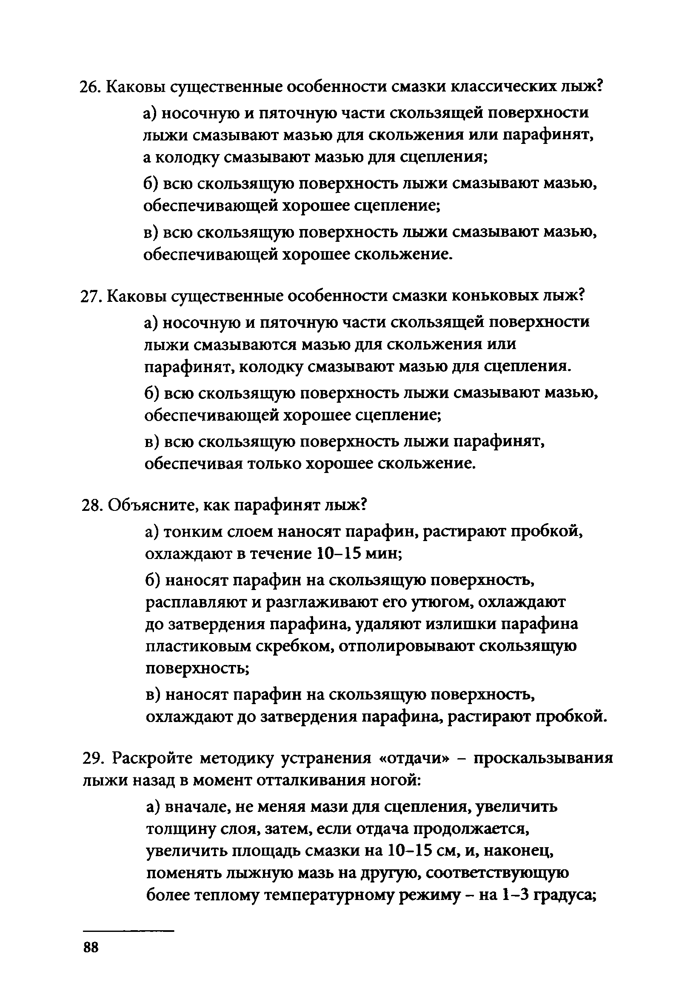 26. Каковы существенные особенности смазки классических лыж?
а) носочную и пяточную части скользящей поверхности
лыжи смазывают мазью для скольжения или парафинят,
а колодку смазывают мазью для сцепления;
б) всю скользящую поверхность лыжи смазывают мазью,
обеспечивающей хорошее сцепление;
в) всю скользящую поверхность лыжи смазывают мазью,
обеспечивающей хорошее скольжение.
27. Каковы существенные особенности смазки коньковых лыж?
а) носочную и пяточную части скользящей поверхности
лыжи смазываются мазью для скольжения или
парафинят, колодку смазывают мазью для сцепления.
б) всю скользящую поверхность лыжи смазывают мазью,
обеспечивающей хорошее сцепление;
в) всю скользящую поверхность лыжи парафинят,
обеспечивая только хорошее скольжение.
28. Объясните, как парафинят лыж?
а) тонким слоем наносят парафин, растирают пробкой,
охлаждают в течение 10–15 мин;
б) наносят парафин на скользящую поверхность,
расплавляют и разглаживают его утюгом, охлаждают
до затвердения парафина, удаляют излишки парафина
пластиковым скребком, отполировывают скользящую
поверхность;
в) наносят парафин на скользящую поверхность,
охлаждают до затвердения парафина, растирают пробкой.
29. Раскройте методику устранения «отдачи» – проскальзывания
лыжи назад в момент отталкивания ногой:
а) вначале, не меняя мази для сцепления, увеличить
толщину слоя, затем, если отдача продолжается,
увеличить площадь смазки на 10–15 см, и, наконец,
поменять лыжную мазь на другую, соответствующую
более теплому температурному режиму – на 1–3 градуса;
88